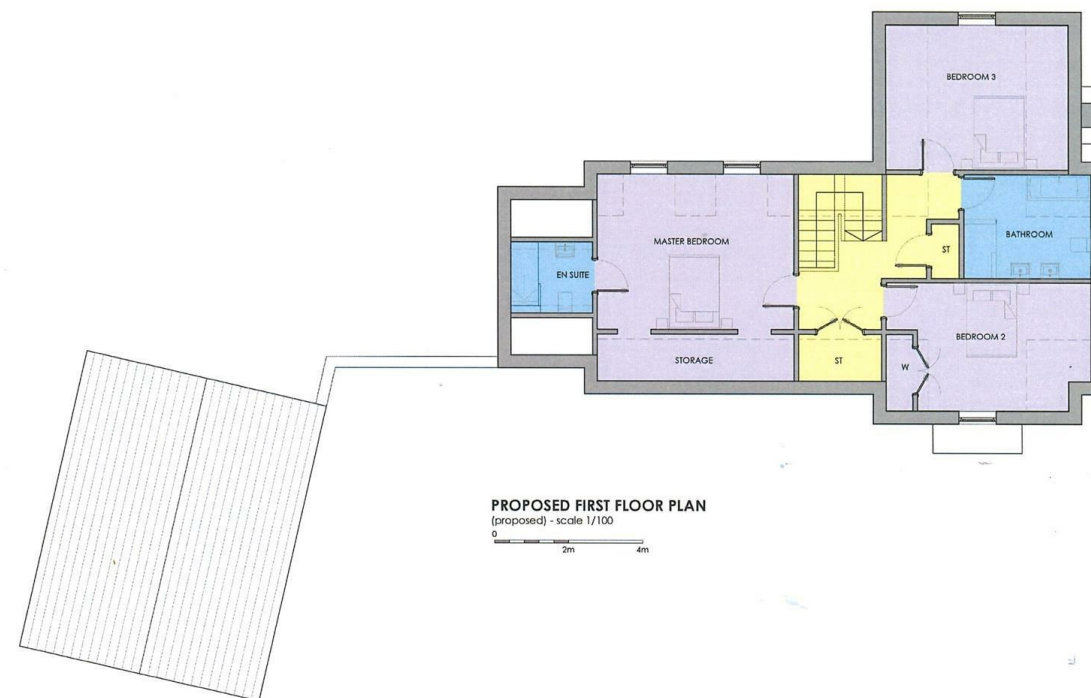 BEDROOM 3
MASTER BEDROOM
ST
BATHROOM
EN SUITE
BEDROOM 2
STORAGE
ST
W
PROPOSED FIRST FLOOR PLAN
(proposed) - scale 1/100
0
2m
4m